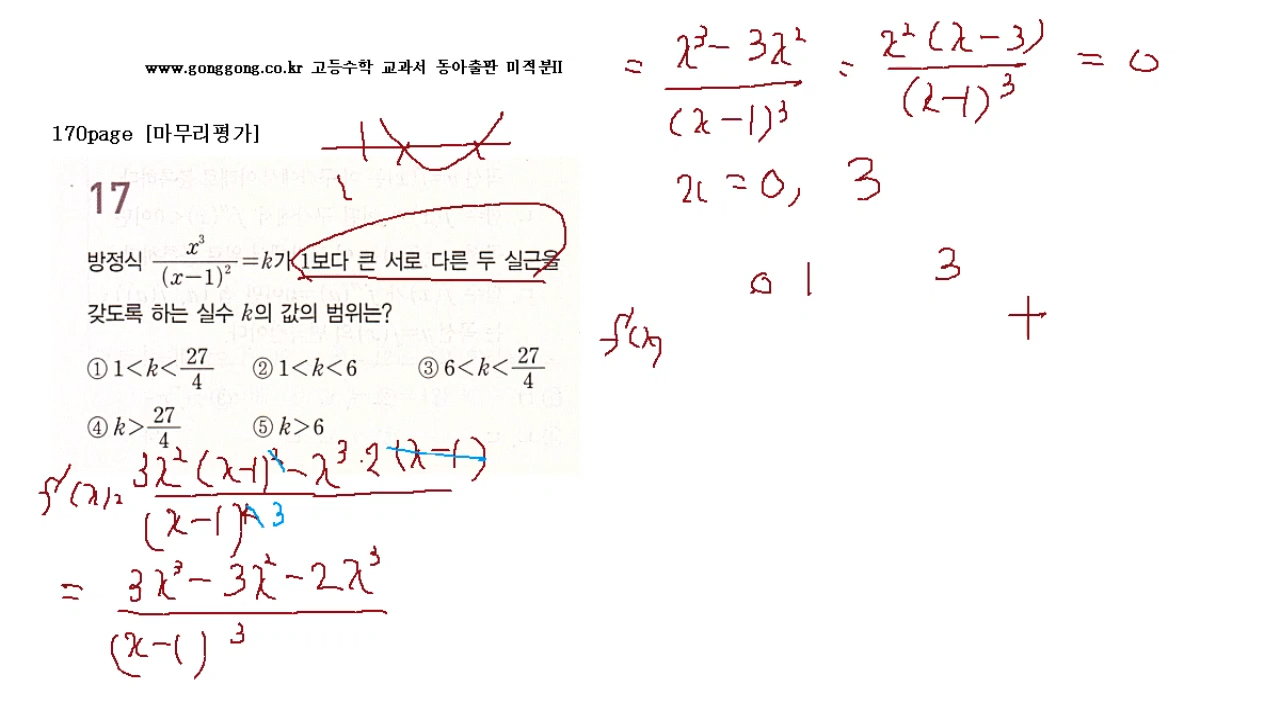 www.gonggong.co.kr 고등수학 교과서 동아출판 미적분II
170page [마무리평가]
17
방정식 x³/(x-1)² = k가 1보다 큰 서로 다른 두 실근을
갖도록 하는 실수 k의 값의 범위는?
① 1<k<27/4 ② 1<k<6 ③ 6<k<27/4
④ k>27/4 ⑤ k>6
f'(x) = 3x²(x-1)² - x³·2(x-1) / (x-1)⁴ 3
= 3x³-3x²-2x³ / (x-1)³
= x³-3x² / (x-1)³ = x²(x-3) / (x-1)³ = 0
x = 0, 3
0 1 3
f'(x) +